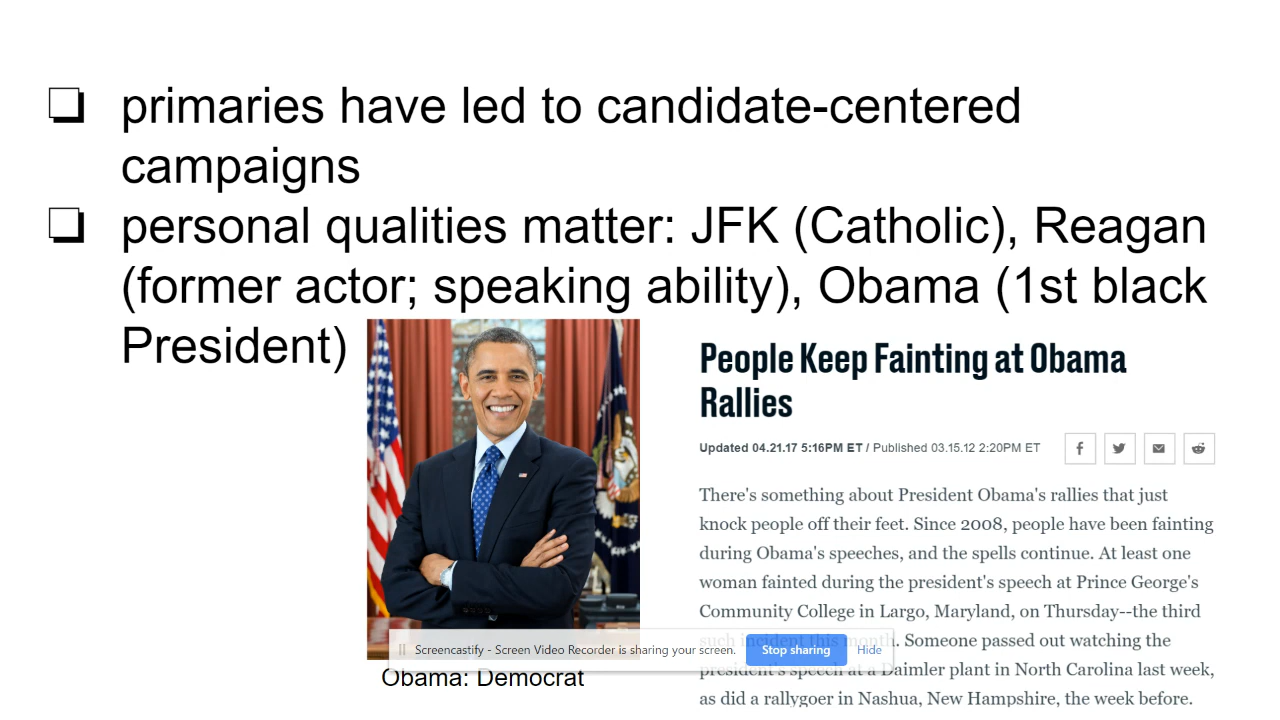 ❏ primaries have led to candidate-centered
campaigns
❏ personal qualities matter: JFK (Catholic), Reagan
(former actor; speaking ability), Obama (1st black
President)
Obama: Democrat
People Keep Fainting at Obama
Rallies
Updated 04.21.17 5:16PM ET / Published 03.15.12 2:20PM ET
There's something about President Obama's rallies that just
knock people off their feet. Since 2008, people have been fainting
during Obama's speeches, and the spells continue. At least one
woman fainted during the president's speech at Prince George's
Community College in Largo, Maryland, on Thursday--the third
such incident this month. Someone passed out watching the
president's speech at a Daimler plant in North Carolina last week,
as did a rallygoer in Nashua, New Hampshire, the week before.
Screencastify - Screen Video Recorder is sharing your screen.
Stop sharing
Hide